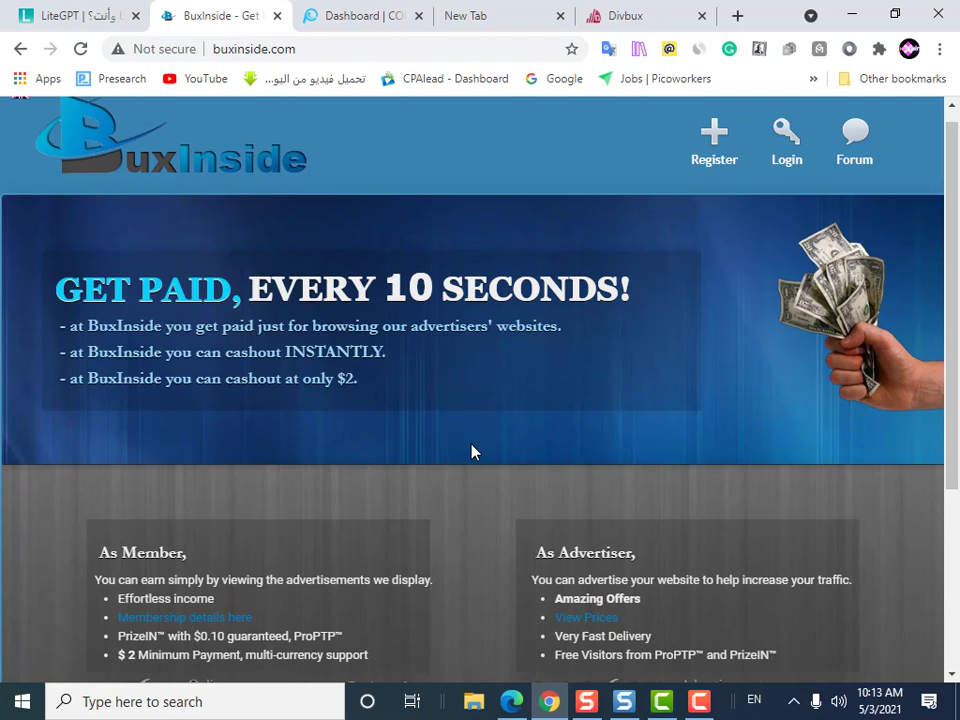 LiteGPT | وأنت؟
BuxInside - Get
Dashboard | CO
New Tab
Divbux
Not secure
buxinside.com
Apps
Presearch
YouTube
تحميل فيديو من اليو...
CPAlead - Dashboard
Google
Jobs | Picoworkers
»
Other bookmarks
BuxInside
Register
Login
Forum
GET PAID, EVERY 10 SECONDS!
- at BuxInside you get paid just for browsing our advertisers' websites.
- at BuxInside you can cashout INSTANTLY.
- at BuxInside you can cashout at only $2.
As Member,
You can earn simply by viewing the advertisements we display.
Effortless income
Membership details here
PrizeIN™ with $0.10 guaranteed, ProPTP™
$ 2 Minimum Payment, multi-currency support
As Advertiser,
You can advertise your website to help increase your traffic.
Amazing Offers
View Prices
Very Fast Delivery
Free Visitors from ProPTP™ and PrizeIN™
Type here to search
EN
10:13 AM
5/3/2021